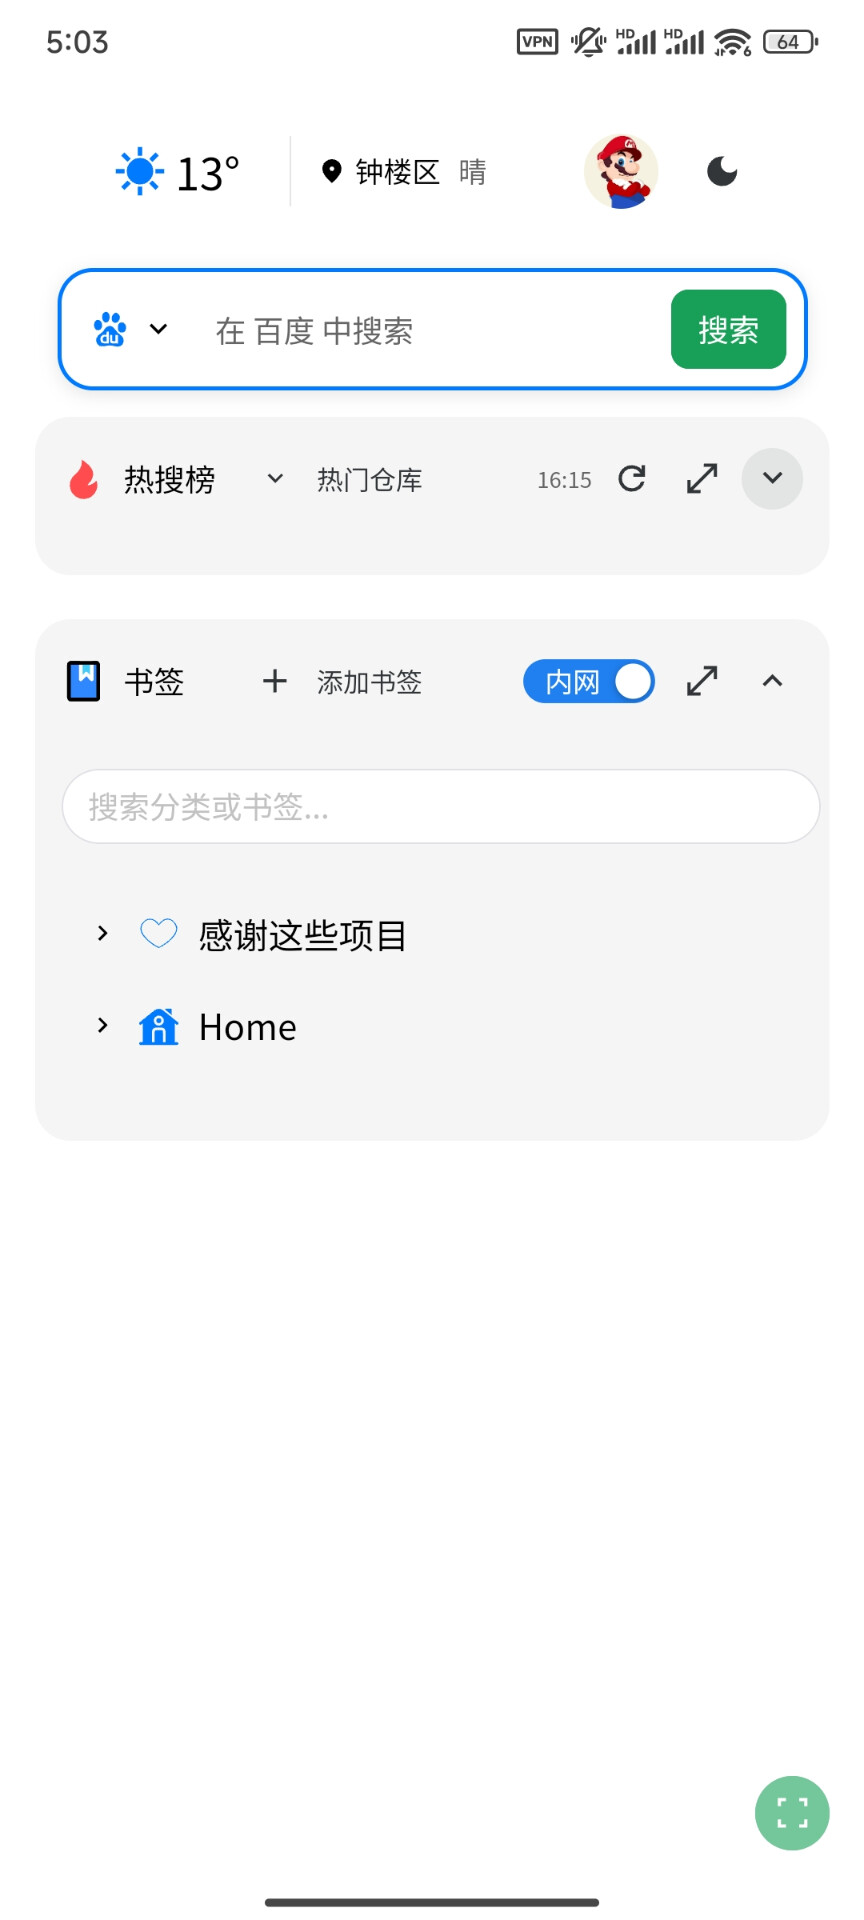 5:03 VPN HD HD 6 64
13° 钟楼区 晴
du 在 百度 中搜索 搜索
热搜榜 热门仓库 16:15
书签 添加书签 内网
搜索分类或书签...
感谢这些项目
Home